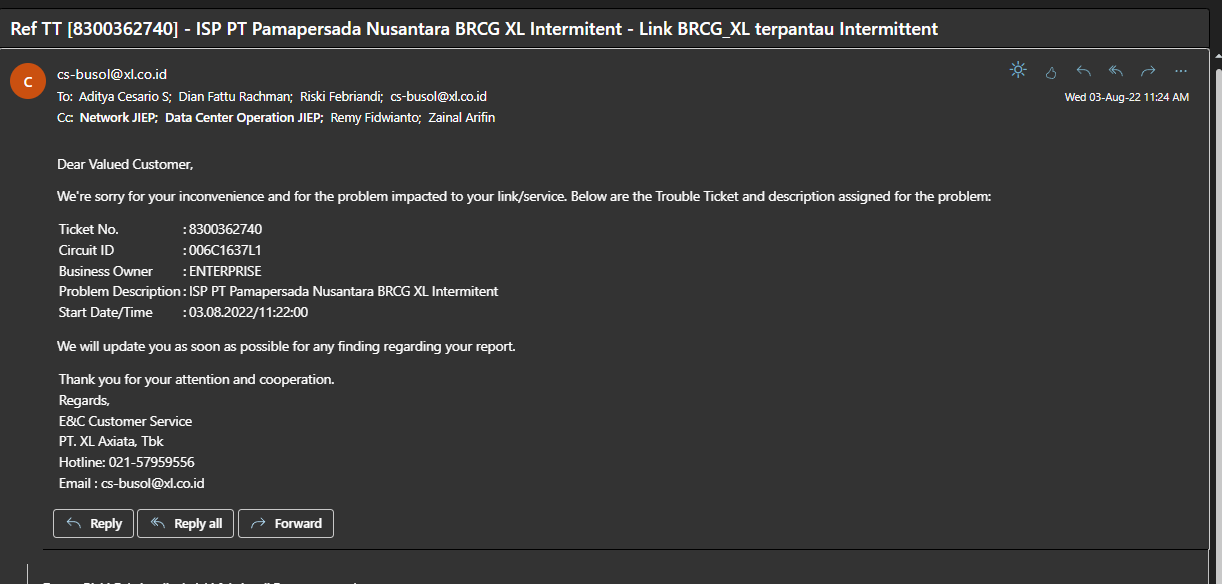 Ref TT [8300362740] - ISP PT Pamapersada Nusantara BRCG XL Intermitent - Link BRCG_XL terpantau Intermittent
C
cs-busol@xl.co.id
To: Aditya Cesario S; Dian Fattu Rachman; Riski Febriandi; cs-busol@xl.co.id
Wed 03-Aug-22 11:24 AM
Cc: Network JIEP; Data Center Operation JIEP; Remy Fidwianto; Zainal Arifin
Dear Valued Customer,
We're sorry for your inconvenience and for the problem impacted to your link/service. Below are the Trouble Ticket and description assigned for the problem:
Ticket No. : 8300362740
Circuit ID : 006C1637L1
Business Owner : ENTERPRISE
Problem Description : ISP PT Pamapersada Nusantara BRCG XL Intermitent
Start Date/Time : 03.08.2022/11:22:00
We will update you as soon as possible for any finding regarding your report.
Thank you for your attention and cooperation.
Regards,
E&C Customer Service
PT. XL Axiata, Tbk
Hotline: 021-57959556
Email : cs-busol@xl.co.id
Reply Reply all Forward